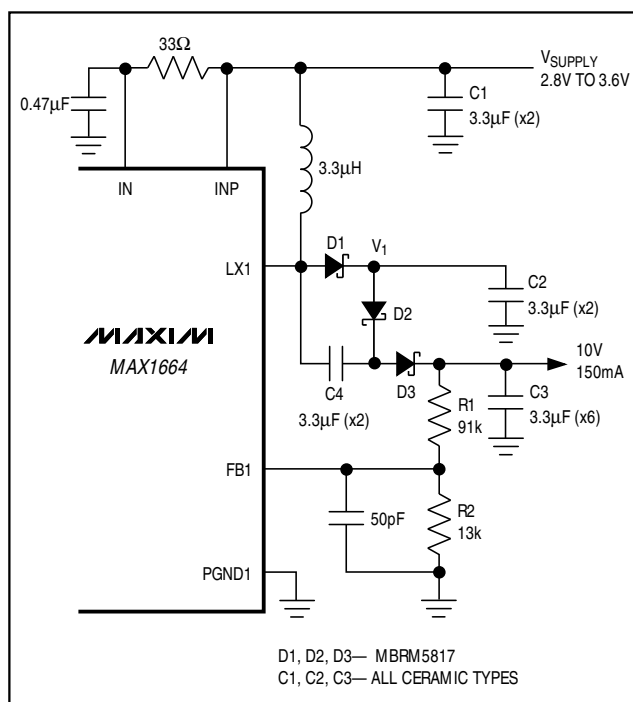 33Ω
VSUPPLY
2.8V TO 3.6V
0.47µF
C1
3.3µF (x2)
3.3µH
IN
INP
LX1
D1
V1
C2
3.3µF (x2)
D2
MAXIM
MAX1664
10V
150mA
C4
3.3µF (x2)
D3
R1
91k
C3
3.3µF (x6)
FB1
50pF
R2
13k
PGND1
D1, D2, D3— MBRM5817
C1, C2, C3— ALL CERAMIC TYPES